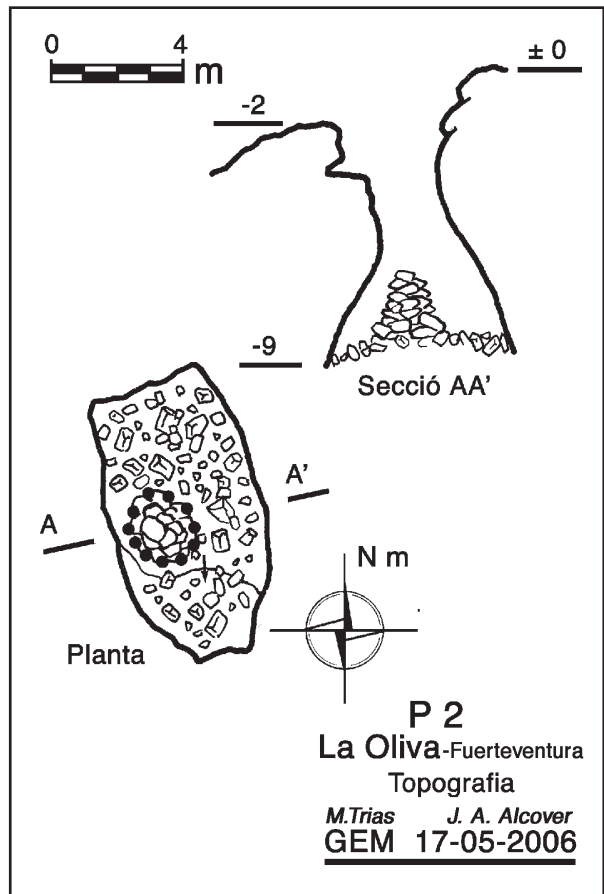 0 4
m
± 0
-2
-9
Secció AA'
A'
A
N m
Planta
P 2
La Oliva-Fuerteventura
Topografia
M.Trias J. A. Alcover
GEM 17-05-2006